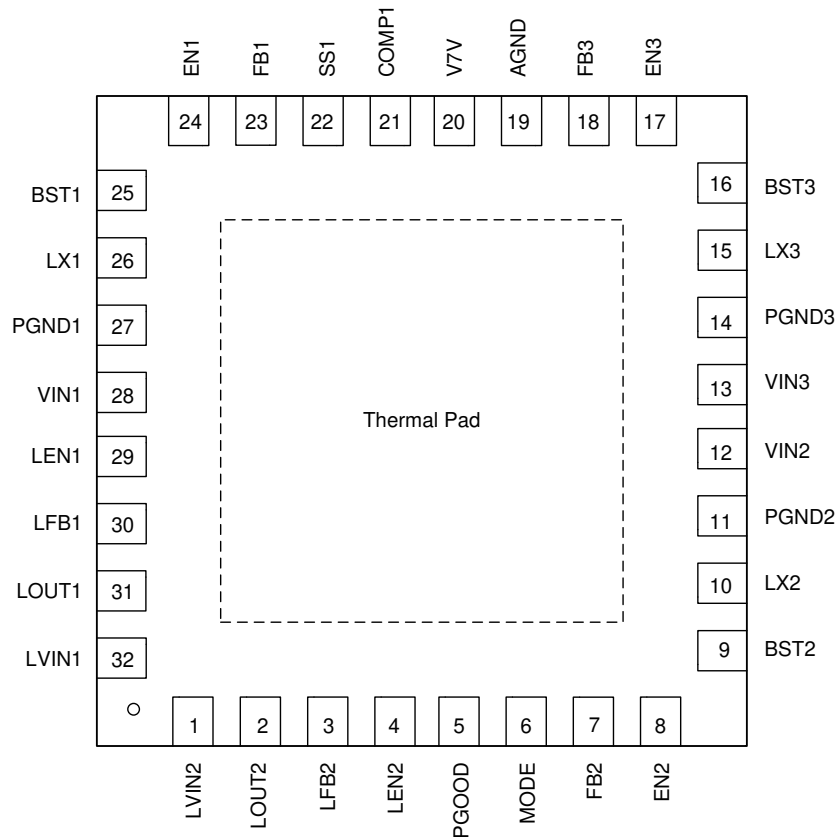 EN1 FB1 SS1 COMP1 V7V AGND FB3 EN3
24 23 22 21 20 19 18 17
BST1 25 16 BST3
LX1 26 15 LX3
PGND1 27 14 PGND3
VIN1 28 13 VIN3
Thermal Pad
LEN1 29 12 VIN2
LFB1 30 11 PGND2
LOUT1 31 10 LX2
LVIN1 32 9 BST2
1 2 3 4 5 6 7 8
LVIN2 LOUT2 LFB2 LEN2 PGOOD MODE FB2 EN2